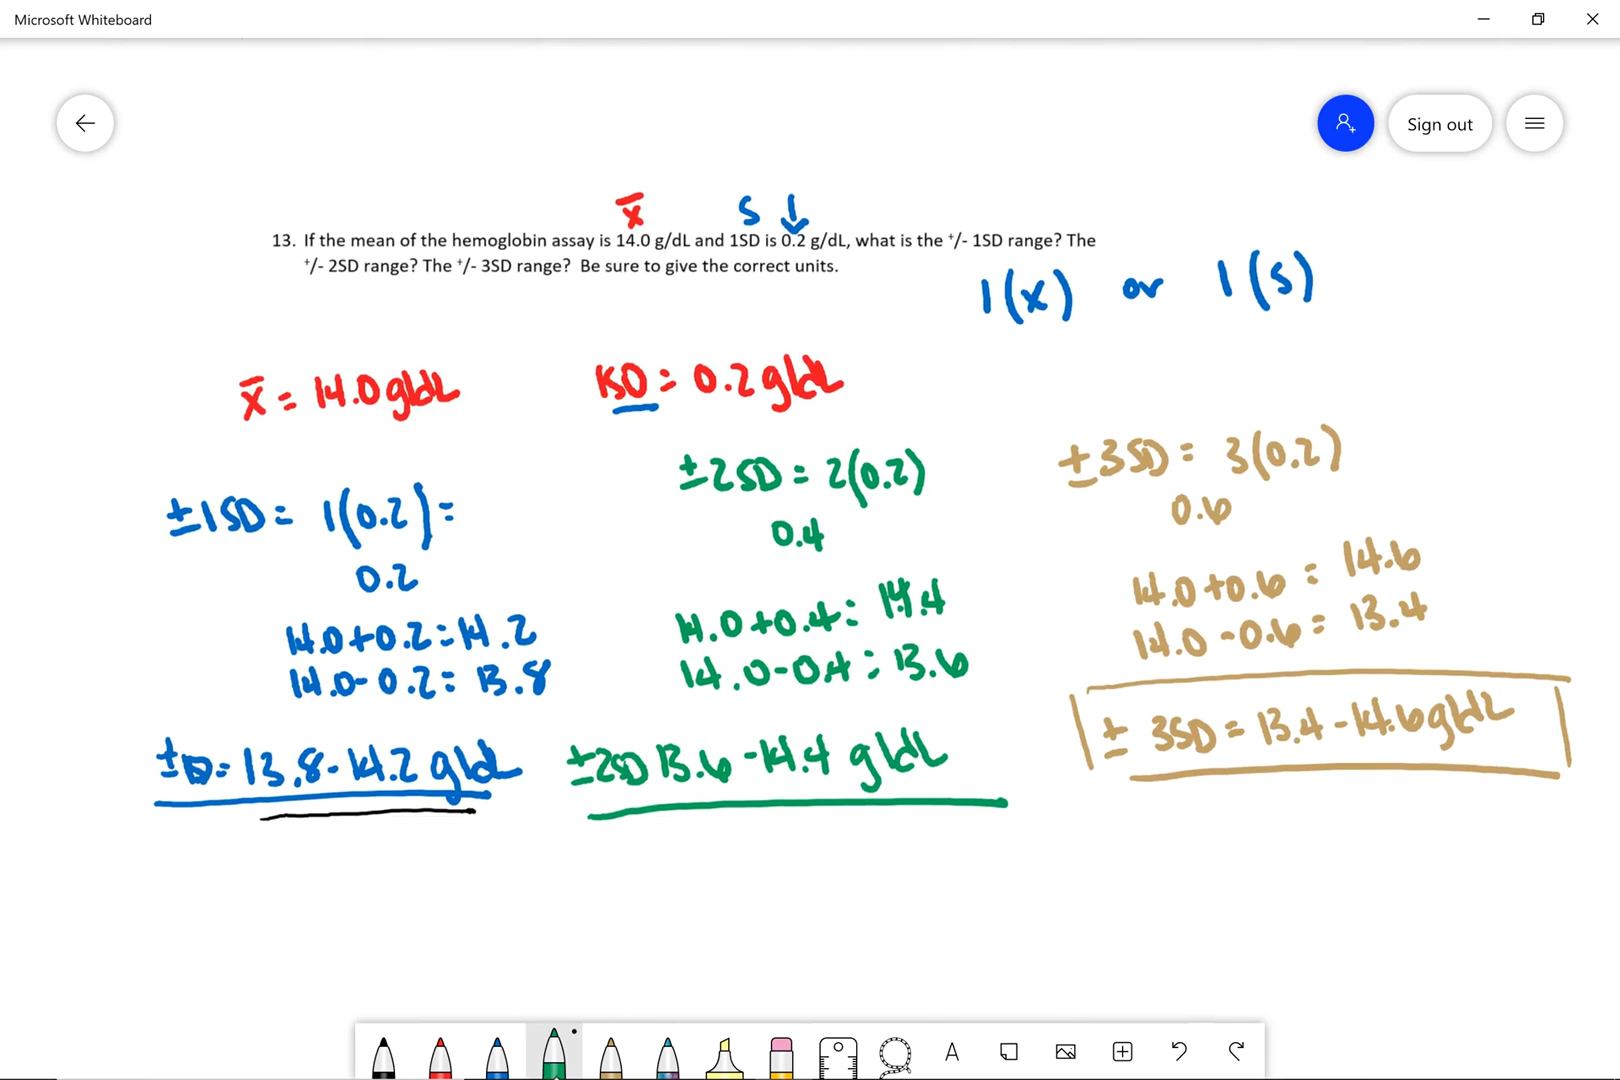 Microsoft Whiteboard
Sign out
x̄ S ↓
13. If the mean of the hemoglobin assay is 14.0 g/dL and 1SD is 0.2 g/dL, what is the +/- 1SD range? The
+/- 2SD range? The +/- 3SD range? Be sure to give the correct units.
1(x) or 1(s)
x̄ = 14.0 g/dL
1SD = 0.2 g/dL
±1SD = 1(0.2) =
0.2
14.0+0.2=14.2
14.0-0.2=13.8
= 13.8-14.2 g/dL
±2SD = 2(0.2)
0.4
14.0+0.4=14.4
14.0-0.4=13.6
±2SD 13.6-14.4 g/dL
±3SD = 3(0.2)
0.6
14.0+0.6=14.6
14.0-0.6=13.4
± 3SD = 13.4-14.6 g/dL
A